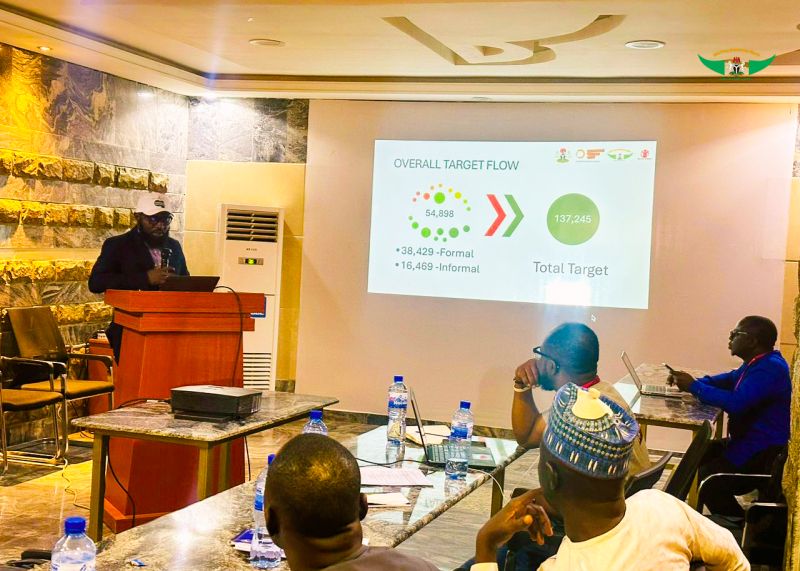 OVERALL TARGET FLOW
54,898
137,245
• 38,429 -Formal
• 16,469 -Informal
Total Target